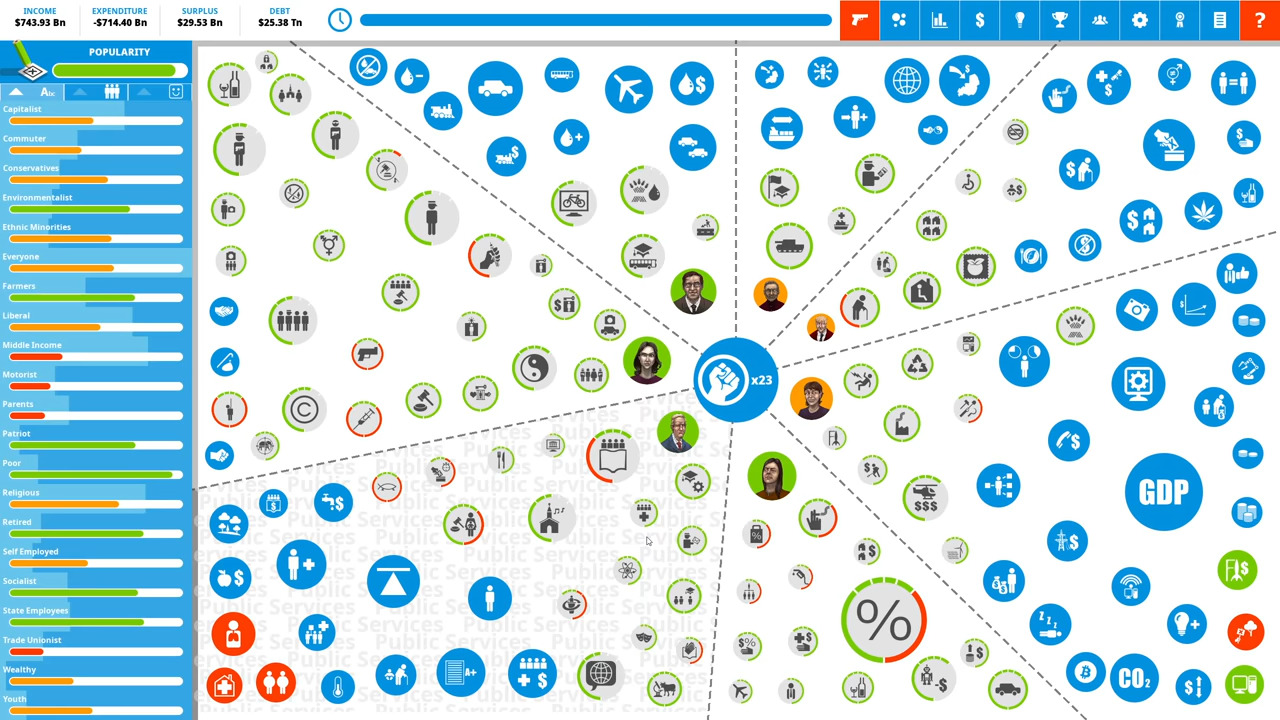 INCOME EXPENDITURE SURPLUS DEBT
$743.93 Bn -$714.40 Bn $29.53 Bn $25.38 Tn
?
POPULARITY
Abc
Capitalist
Commuter
Conservatives
Environmentalist
Ethnic Minorities
Everyone
Farmers
Liberal
Middle Income
Motorist
Parents
Patriot
Poor
Religious
Retired
Self Employed
Socialist
State Employees
Trade Unionist
Wealthy
Youth
x23
GDP
CO₂
%
$$$
A+
zzz
Public Services